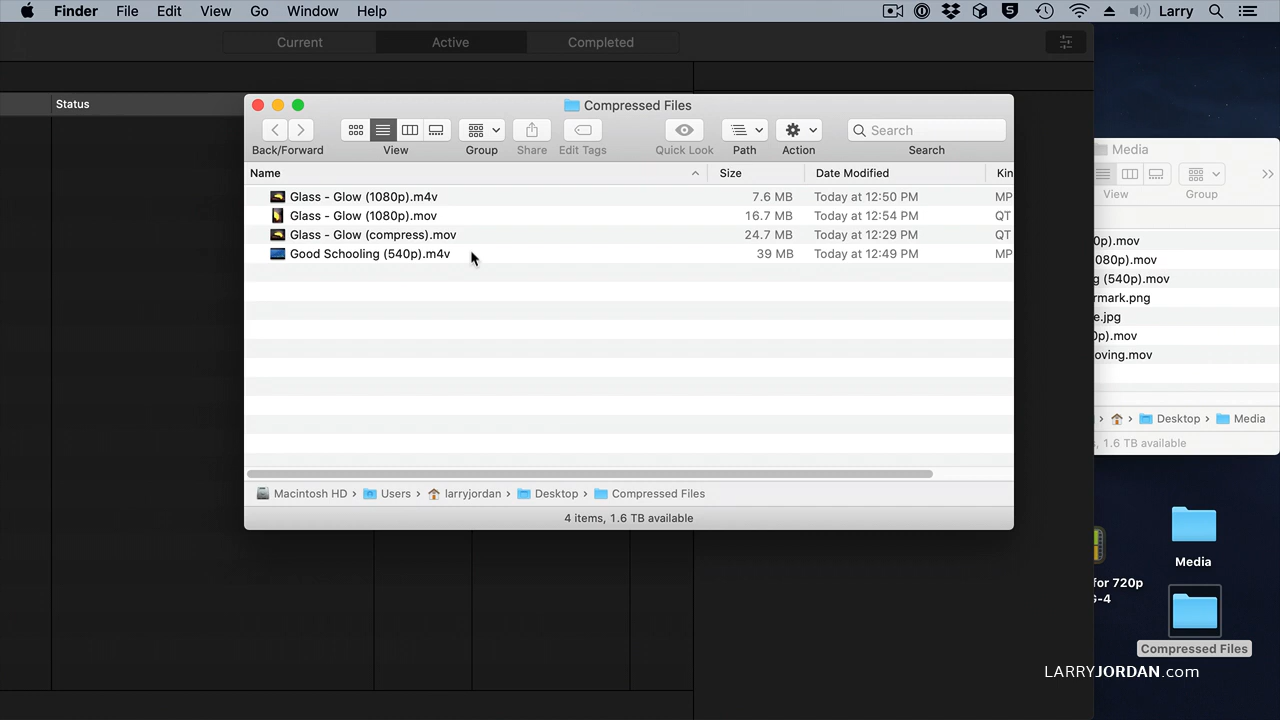 Finder File Edit View Go Window Help Larry
Current Active Completed
Status
Compressed Files
Back/Forward View Group Share Edit Tags Quick Look Path Action Search
Search
Name Size Date Modified Kin
Glass - Glow (1080p).m4v 7.6 MB Today at 12:50 PM MP
Glass - Glow (1080p).mov 16.7 MB Today at 12:54 PM QT
Glass - Glow (compress).mov 24.7 MB Today at 12:29 PM QT
Good Schooling (540p).m4v 39 MB Today at 12:49 PM MP
Macintosh HD › Users › larryjordan › Desktop › Compressed Files
4 items, 1.6 TB available
Media
View Group
0p).mov
080p).mov
g (540p).mov
rmark.png
e.jpg
0p).mov
oving.mov
Desktop › Media
s, 1.6 TB available
Media
for 720p
G-4
Compressed Files
LARRYJORDAN.com